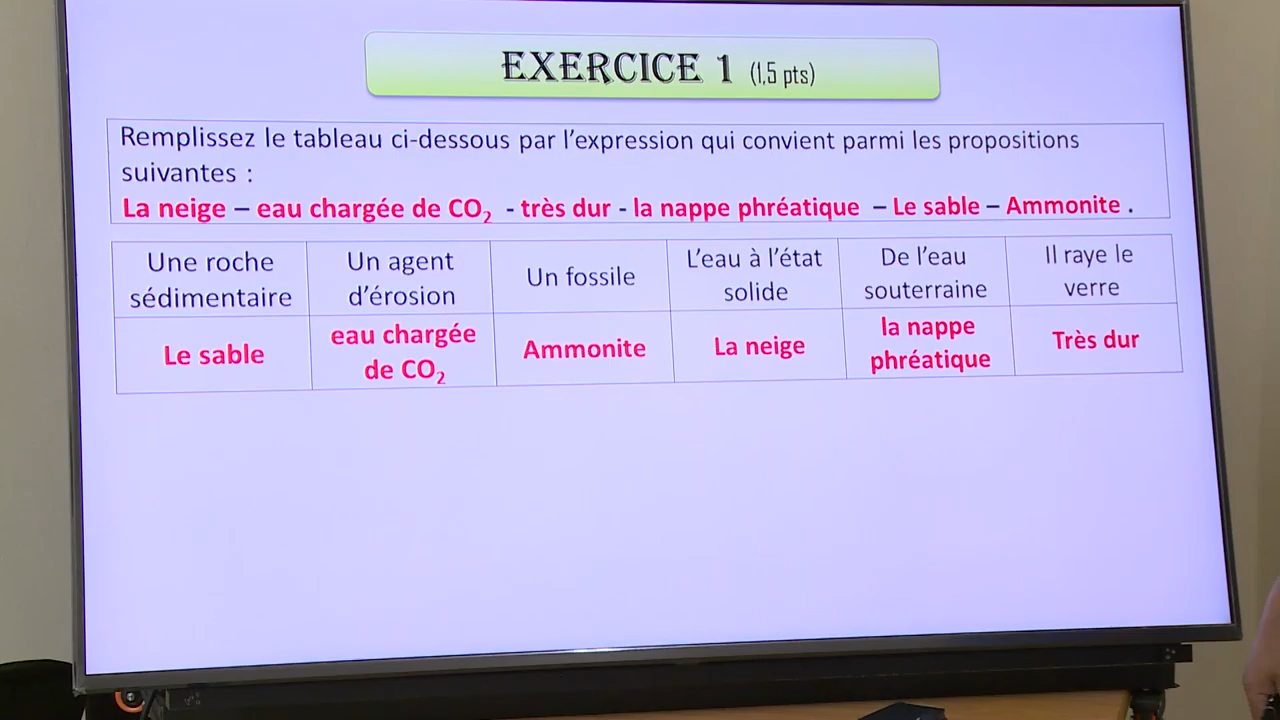 EXERCICE 1 (1,5 pts)
Remplissez le tableau ci-dessous par l'expression qui convient parmi les propositions
suivantes :
La neige – eau chargée de CO₂ - très dur - la nappe phréatique – Le sable – Ammonite .
Une roche sédimentaire
Un agent d'érosion
Un fossile
L'eau à l'état solide
De l'eau souterraine
Il raye le verre
Le sable
eau chargée de CO₂
Ammonite
La neige
la nappe phréatique
Très dur